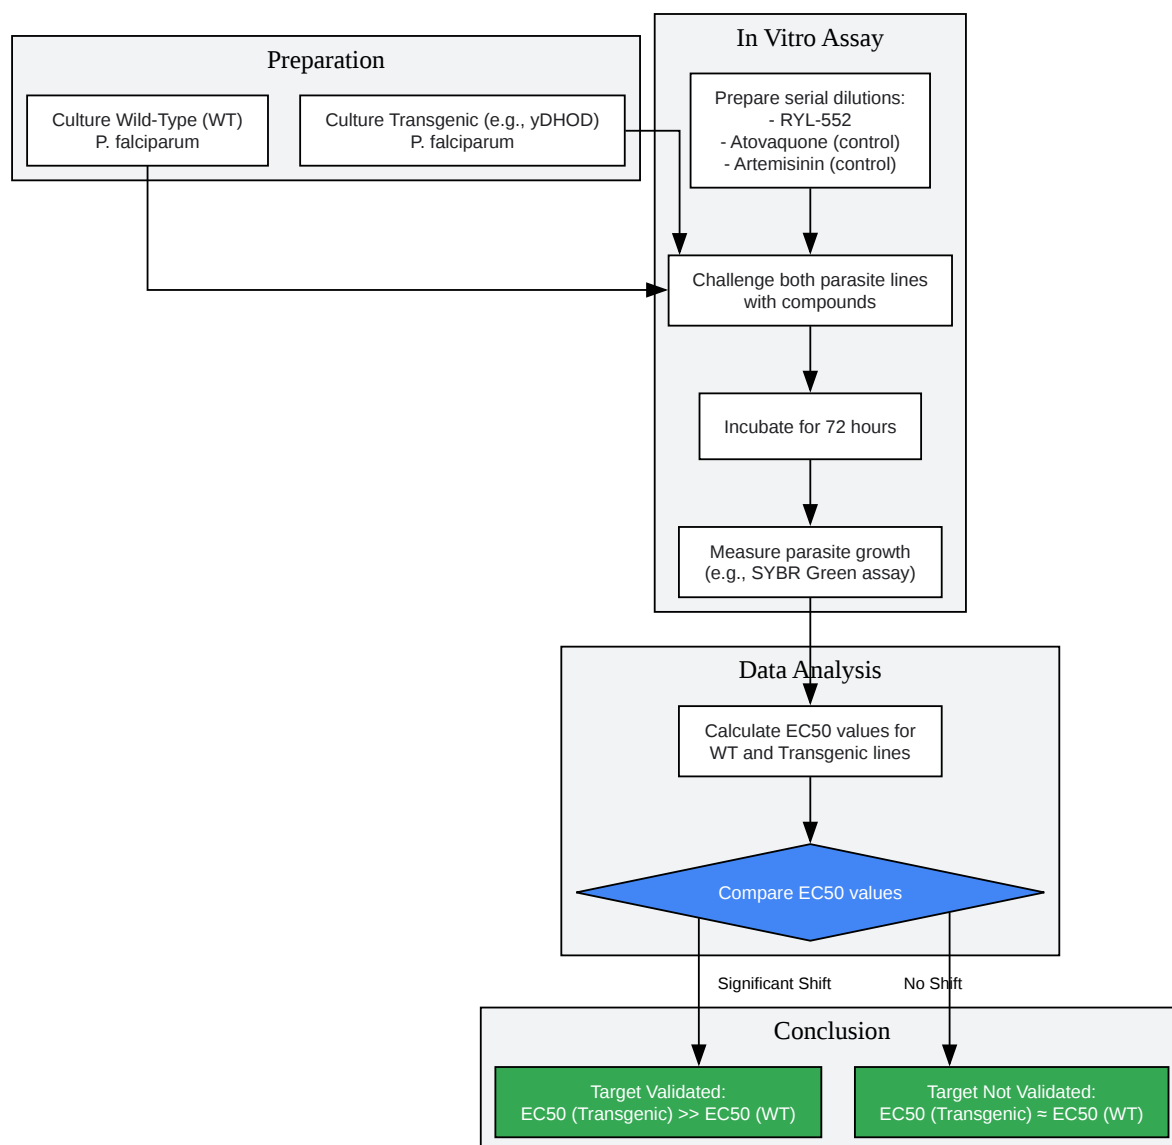 Preparation
Culture Wild-Type (WT)
P. falciparum
Culture Transgenic (e.g., yDHOD)
P. falciparum
In Vitro Assay
Prepare serial dilutions:
- RYL-552
- Atovaquone (control)
- Artemisinin (control)
Challenge both parasite lines
with compounds
Incubate for 72 hours
Measure parasite growth
(e.g., SYBR Green assay)
Data Analysis
Calculate EC50 values for
WT and Transgenic lines
Compare EC50 values
Significant Shift
No Shift
Conclusion
Target Validated:
EC50 (Transgenic) >> EC50 (WT)
Target Not Validated:
EC50 (Transgenic) ≈ EC50 (WT)